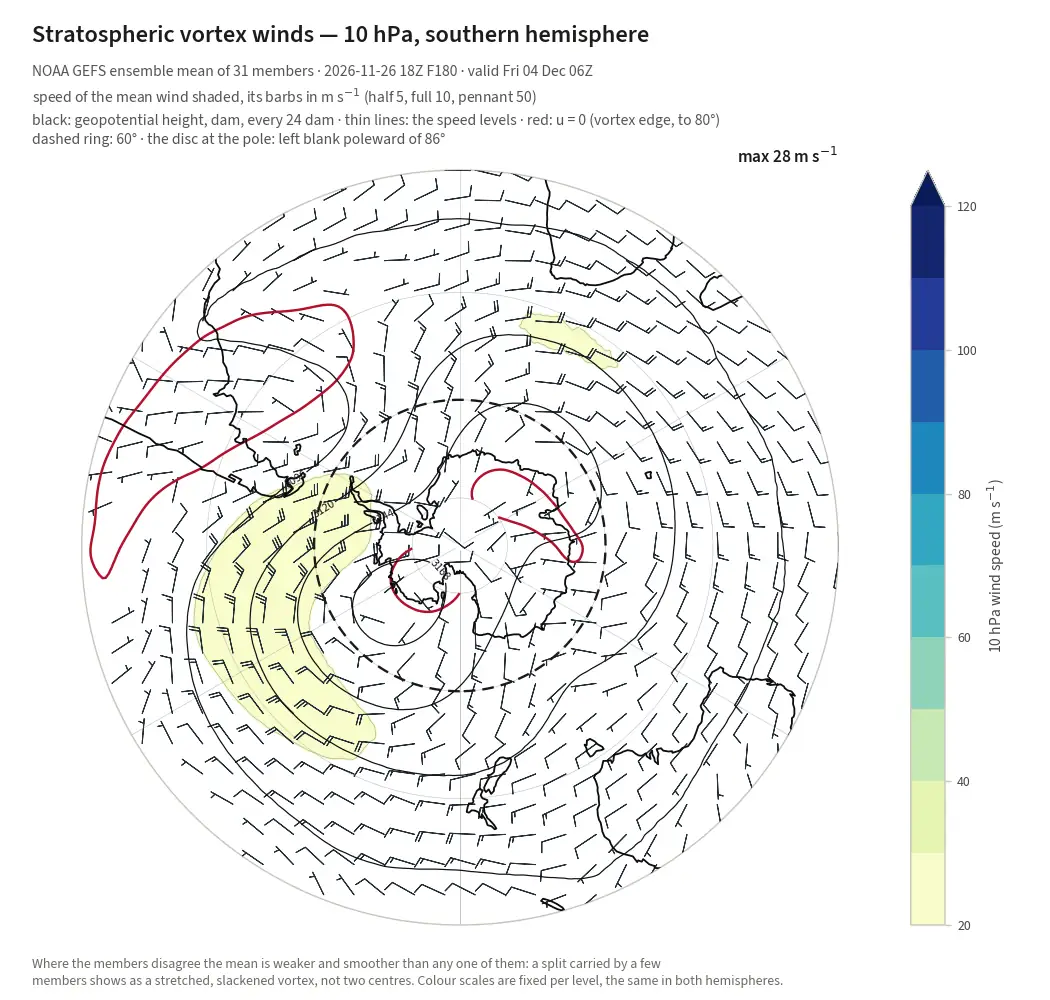 Stratospheric vortex winds — 10 hPa, southern hemisphere
NOAA GEFS ensemble mean of 31 members · 2026-11-26 18Z F180 · valid Fri 04 Dec 06Z
speed of the mean wind shaded, its barbs in m s⁻¹ (half 5, full 10, pennant 50)
black: geopotential height, dam, every 24 dam · thin lines: the speed levels · red: u = 0 (vortex edge, to 80°)
dashed ring: 60° · the disc at the pole: left blank poleward of 86°
max 28 m s⁻¹
120
100
80
60
40
20
10 hPa wind speed (m s⁻¹)
3120
Where the members disagree the mean is weaker and smoother than any one of them: a split carried by a few
members shows as a stretched, slackened vortex, not two centres. Colour scales are fixed per level, the same in both hemispheres.